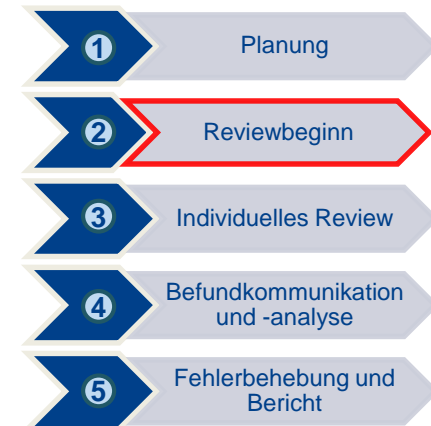 1 Planung
2 Reviewbeginn
3 Individuelles Review
4 Befundkommunikation
und -analyse
5 Fehlerbehebung und
Bericht